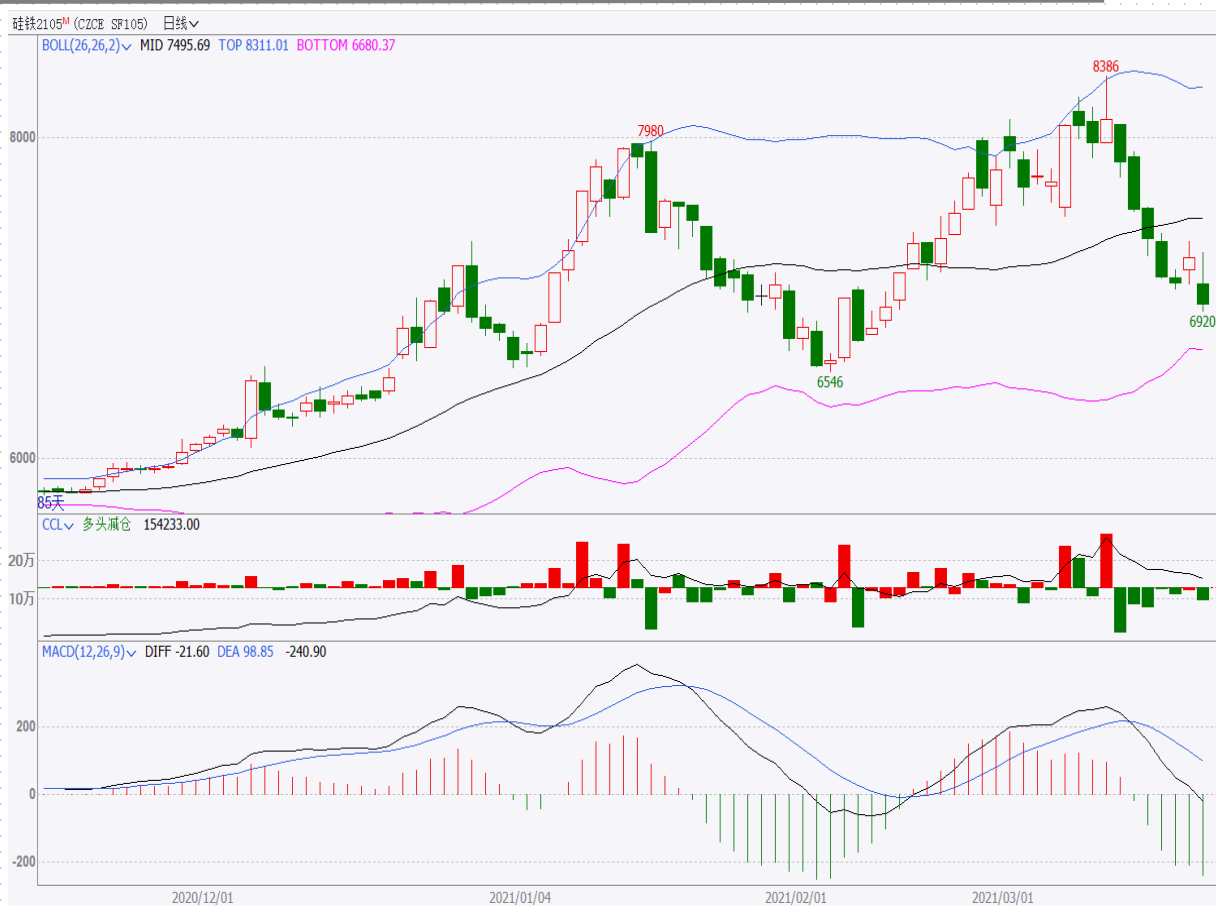 硅铁2105M (CZCE SF105) 日线
BOLL(26,26,2) MID 7495.69 TOP 8311.01 BOTTOM 6680.37
8386
8000
7980
6920
6546
6000
85天
CCL 多头减仓 154233.00
20万
10万
MACD(12,26,9) DIFF -21.60 DEA 98.85 -240.90
200
0
-200
2020/12/01 2021/01/04 2021/02/01 2021/03/01